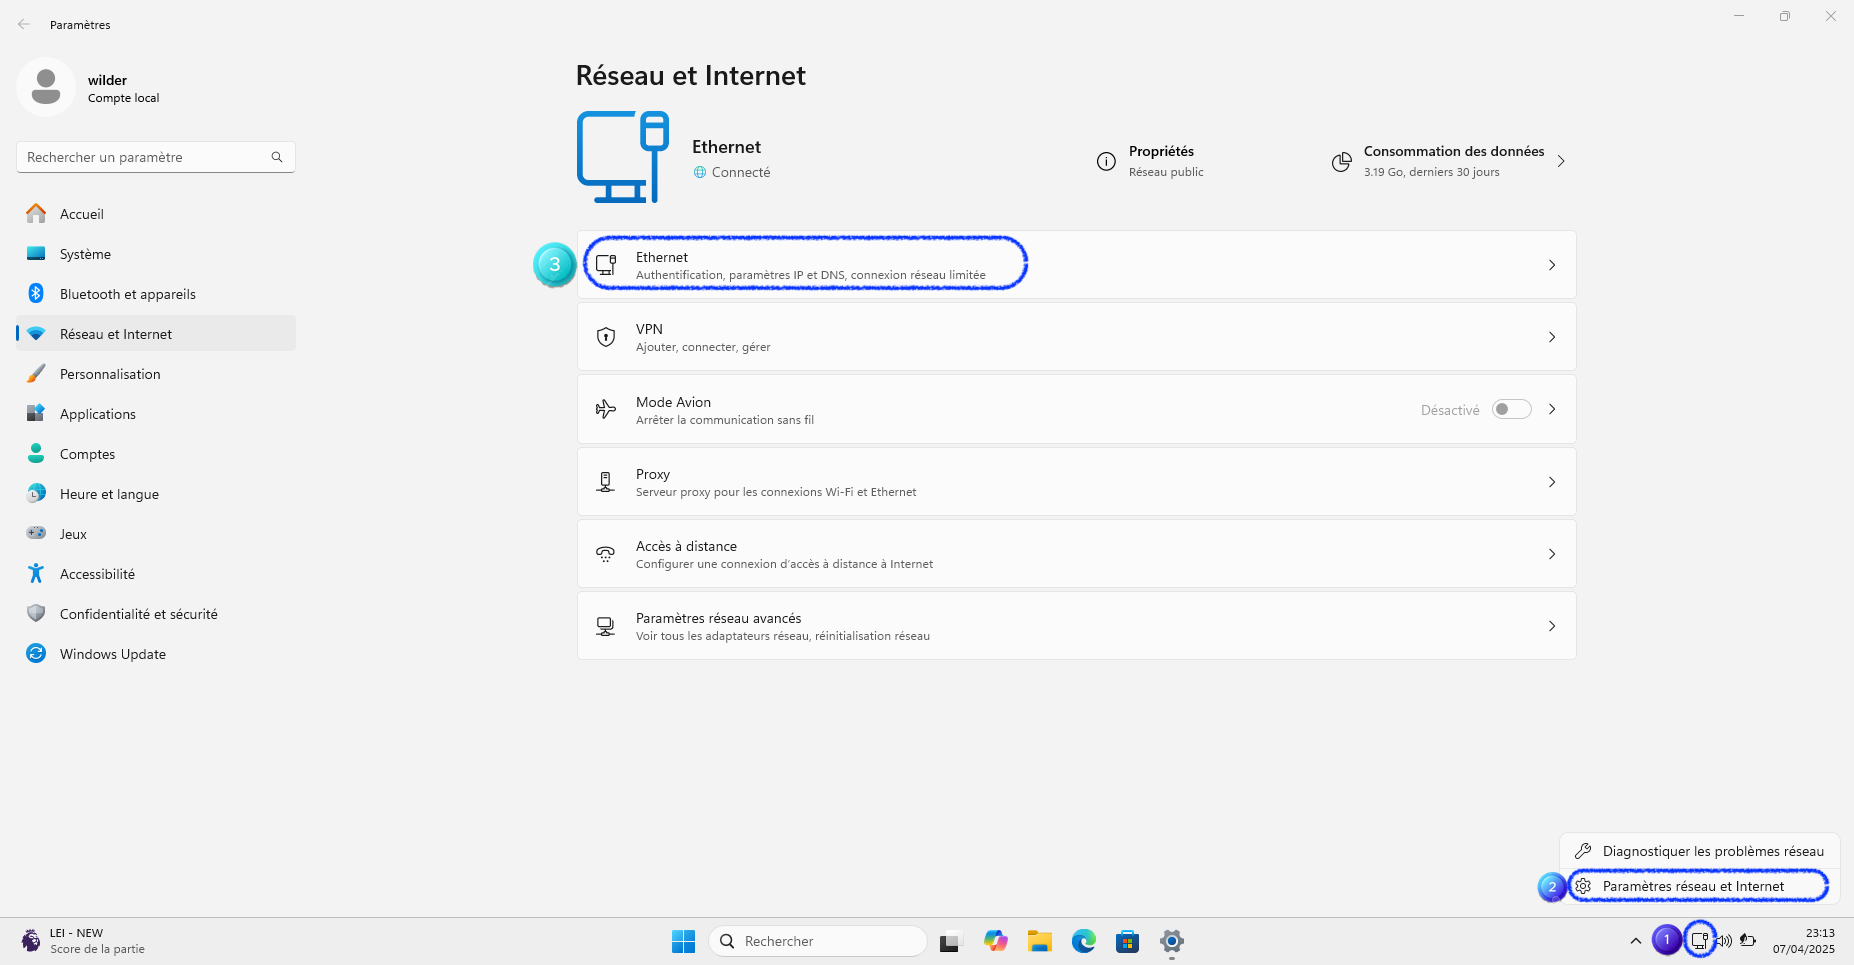 Paramètres
wilder
Compte local
Rechercher un paramètre
Accueil
Système
Bluetooth et appareils
Réseau et Internet
Personnalisation
Applications
Comptes
Heure et langue
Jeux
Accessibilité
Confidentialité et sécurité
Windows Update
Réseau et Internet
Ethernet
Connecté
Propriétés
Réseau public
Consommation des données
3.19 Go, derniers 30 jours
3
Ethernet
Authentification, paramètres IP et DNS, connexion réseau limitée
VPN
Ajouter, connecter, gérer
Mode Avion
Arrêter la communication sans fil
Désactivé
Proxy
Serveur proxy pour les connexions Wi-Fi et Ethernet
Accès à distance
Configurer une connexion d'accès à distance à Internet
Paramètres réseau avancés
Voir tous les adaptateurs réseau, réinitialisation réseau
Diagnostiquer les problèmes réseau
2
Paramètres réseau et Internet
LEI - NEW
Score de la partie
Rechercher
1
23:13
07/04/2025